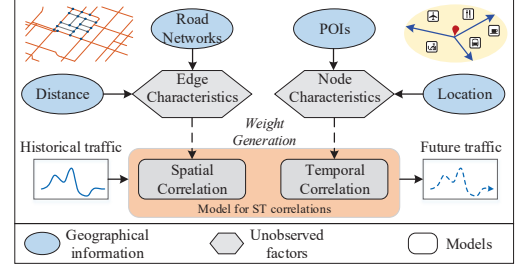 Road
Networks
POIs
Distance
Edge
Characteristics
Node
Characteristics
Location
Weight
Generation
Historical traffic
Future traffic
Spatial
Correlation
Temporal
Correlation
Model for ST correlations
Geographical
information
Unobserved
factors
Models